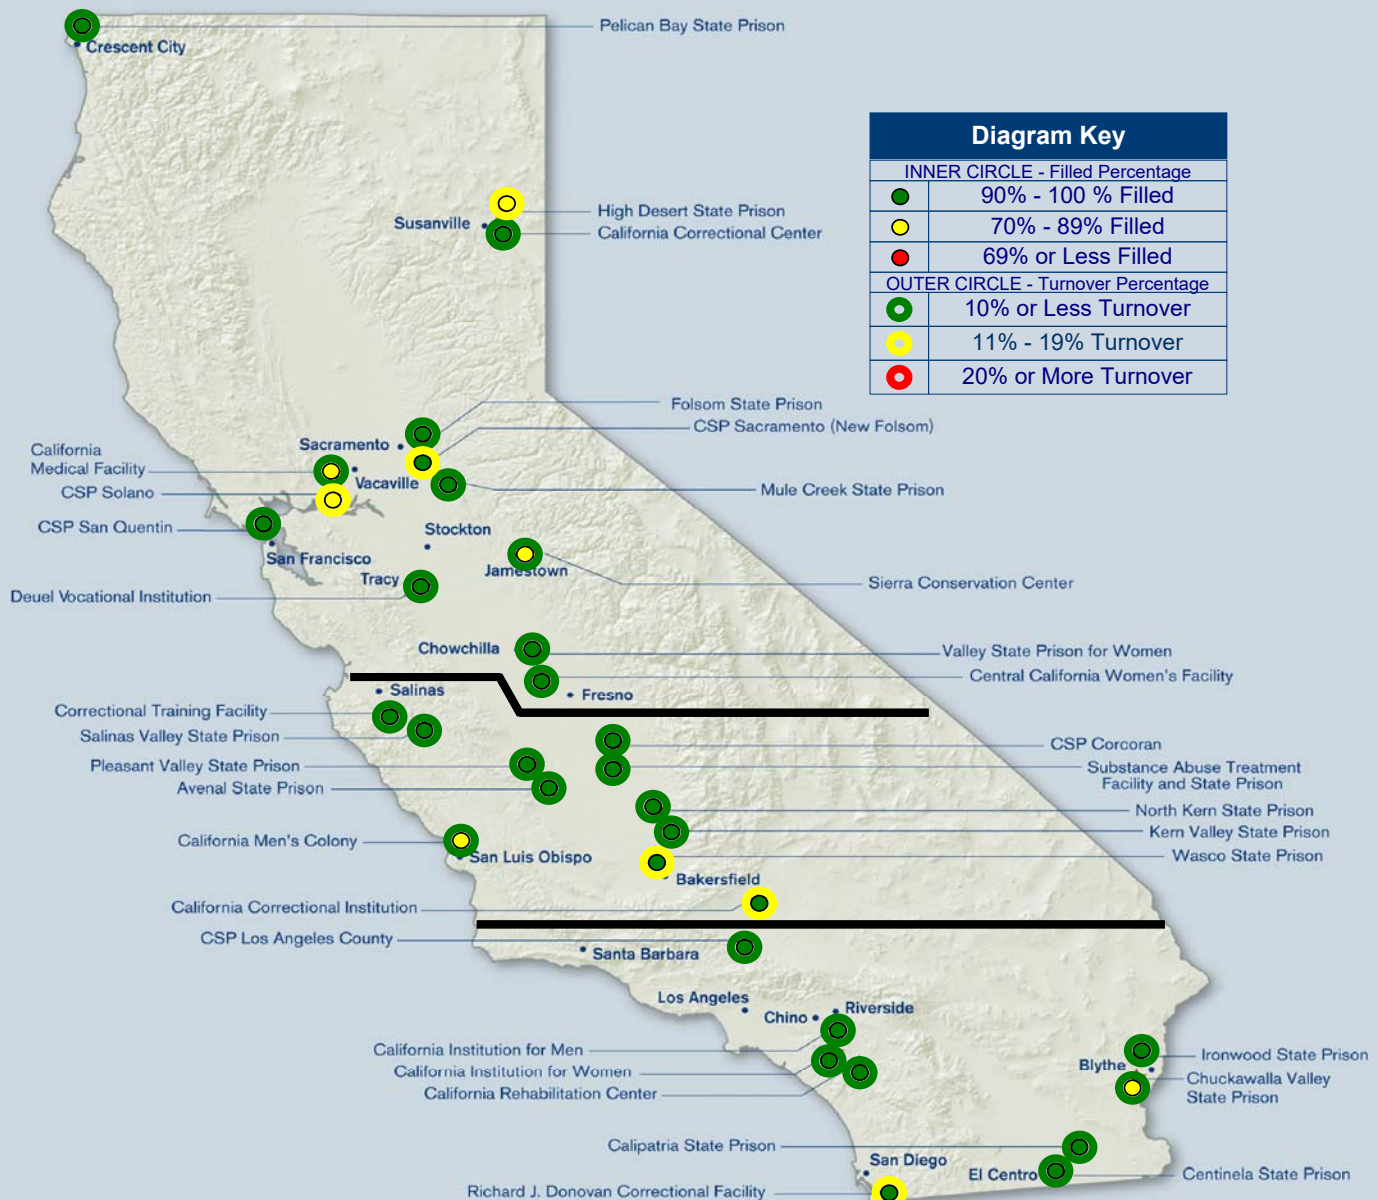 Pelican Bay State Prison
Crescent City
Diagram Key
INNER CIRCLE - Filled Percentage
90% - 100 % Filled
70% - 89% Filled
69% or Less Filled
OUTER CIRCLE - Turnover Percentage
10% or Less Turnover
11% - 19% Turnover
20% or More Turnover
High Desert State Prison
Susanville
California Correctional Center
Folsom State Prison
CSP Sacramento (New Folsom)
Sacramento
California
Medical Facility
Vacaville
CSP Solano
Mule Creek State Prison
CSP San Quentin
Stockton
San Francisco
Jamestown
Tracy
Sierra Conservation Center
Deuel Vocational Institution
Chowchilla
Valley State Prison for Women
Central California Women's Facility
Salinas
Fresno
Correctional Training Facility
Salinas Valley State Prison
CSP Corcoran
Pleasant Valley State Prison
Substance Abuse Treatment
Facility and State Prison
Avenal State Prison
North Kern State Prison
Kern Valley State Prison
California Men's Colony
San Luis Obispo
Wasco State Prison
Bakersfield
California Correctional Institution
CSP Los Angeles County
Santa Barbara
Los Angeles
Chino
Riverside
California Institution for Men
California Institution for Women
California Rehabilitation Center
Ironwood State Prison
Blythe
Chuckawalla Valley
State Prison
Calipatria State Prison
San Diego
El Centro
Centinela State Prison
Richard J. Donovan Correctional Facility